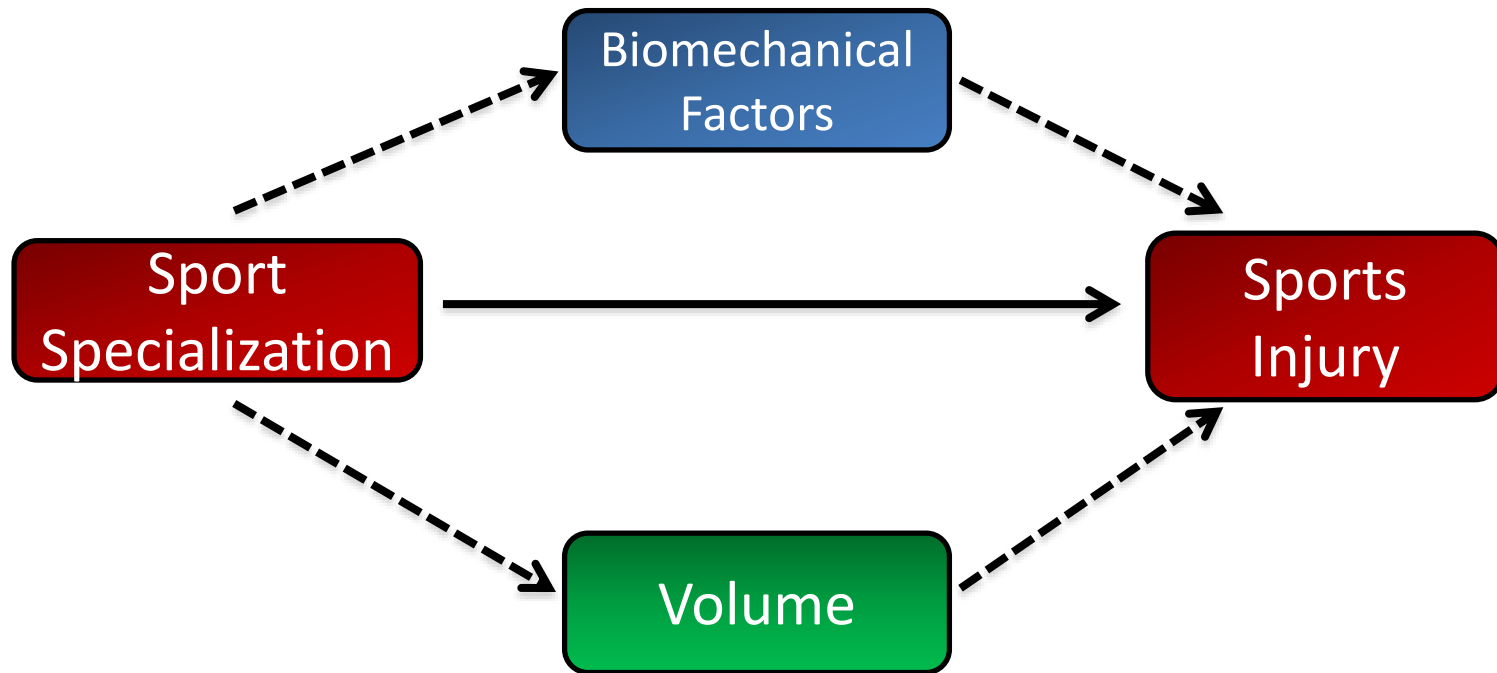 Biomechanical
Factors
Sport
Specialization
Sports
Injury
Volume